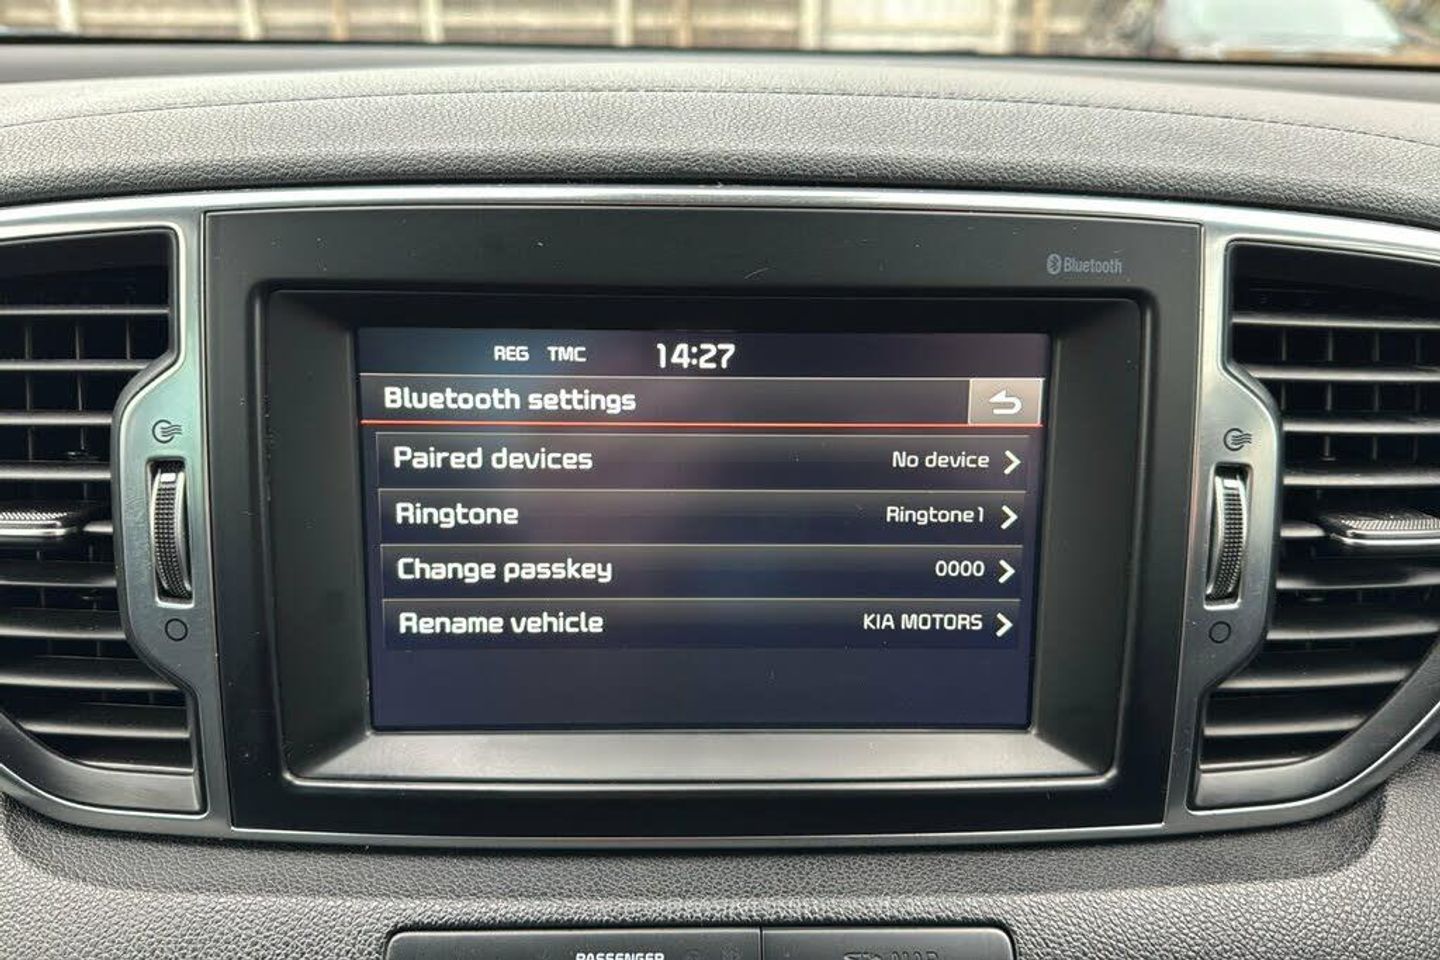 Bluetooth
REG TMC 14:27
Bluetooth settings
Paired devices No device
Ringtone Ringtone1
Change passkey 0000
Rename vehicle KIA MOTORS
PASSENGER